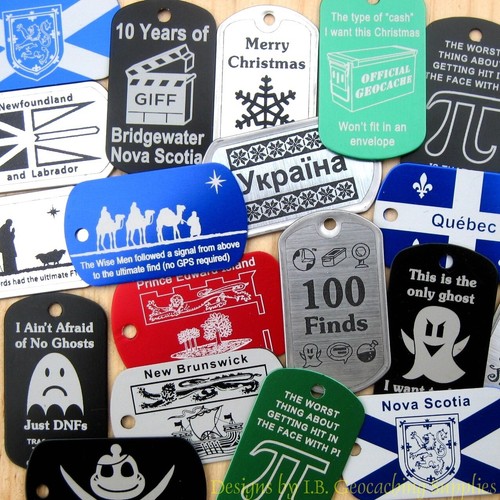 10 Years of
GIFF
Bridgewater
Nova Scotia
Merry
Christmas
The type of "cash"
I want this Christmas
OFFICIAL
GEOCACHE
Won't fit in an
envelope
THE WORST
THING ABOUT
GETTING HIT IN
THE FACE WITH
π
Newfoundland
and Labrador
Україна
Québec
The Wise Men followed a signal from above
to the ultimate find (no GPS required)
had the ultimate
Prince Edward Island
100
Finds
This is the
only ghost
I want
I Ain't Afraid
of No Ghosts
Just DNFs
New Brunswick
THE WORST
THING ABOUT
GETTING HIT IN
THE FACE WITH PI
π
Nova Scotia
Designs by I.B. Geocaching Supplies